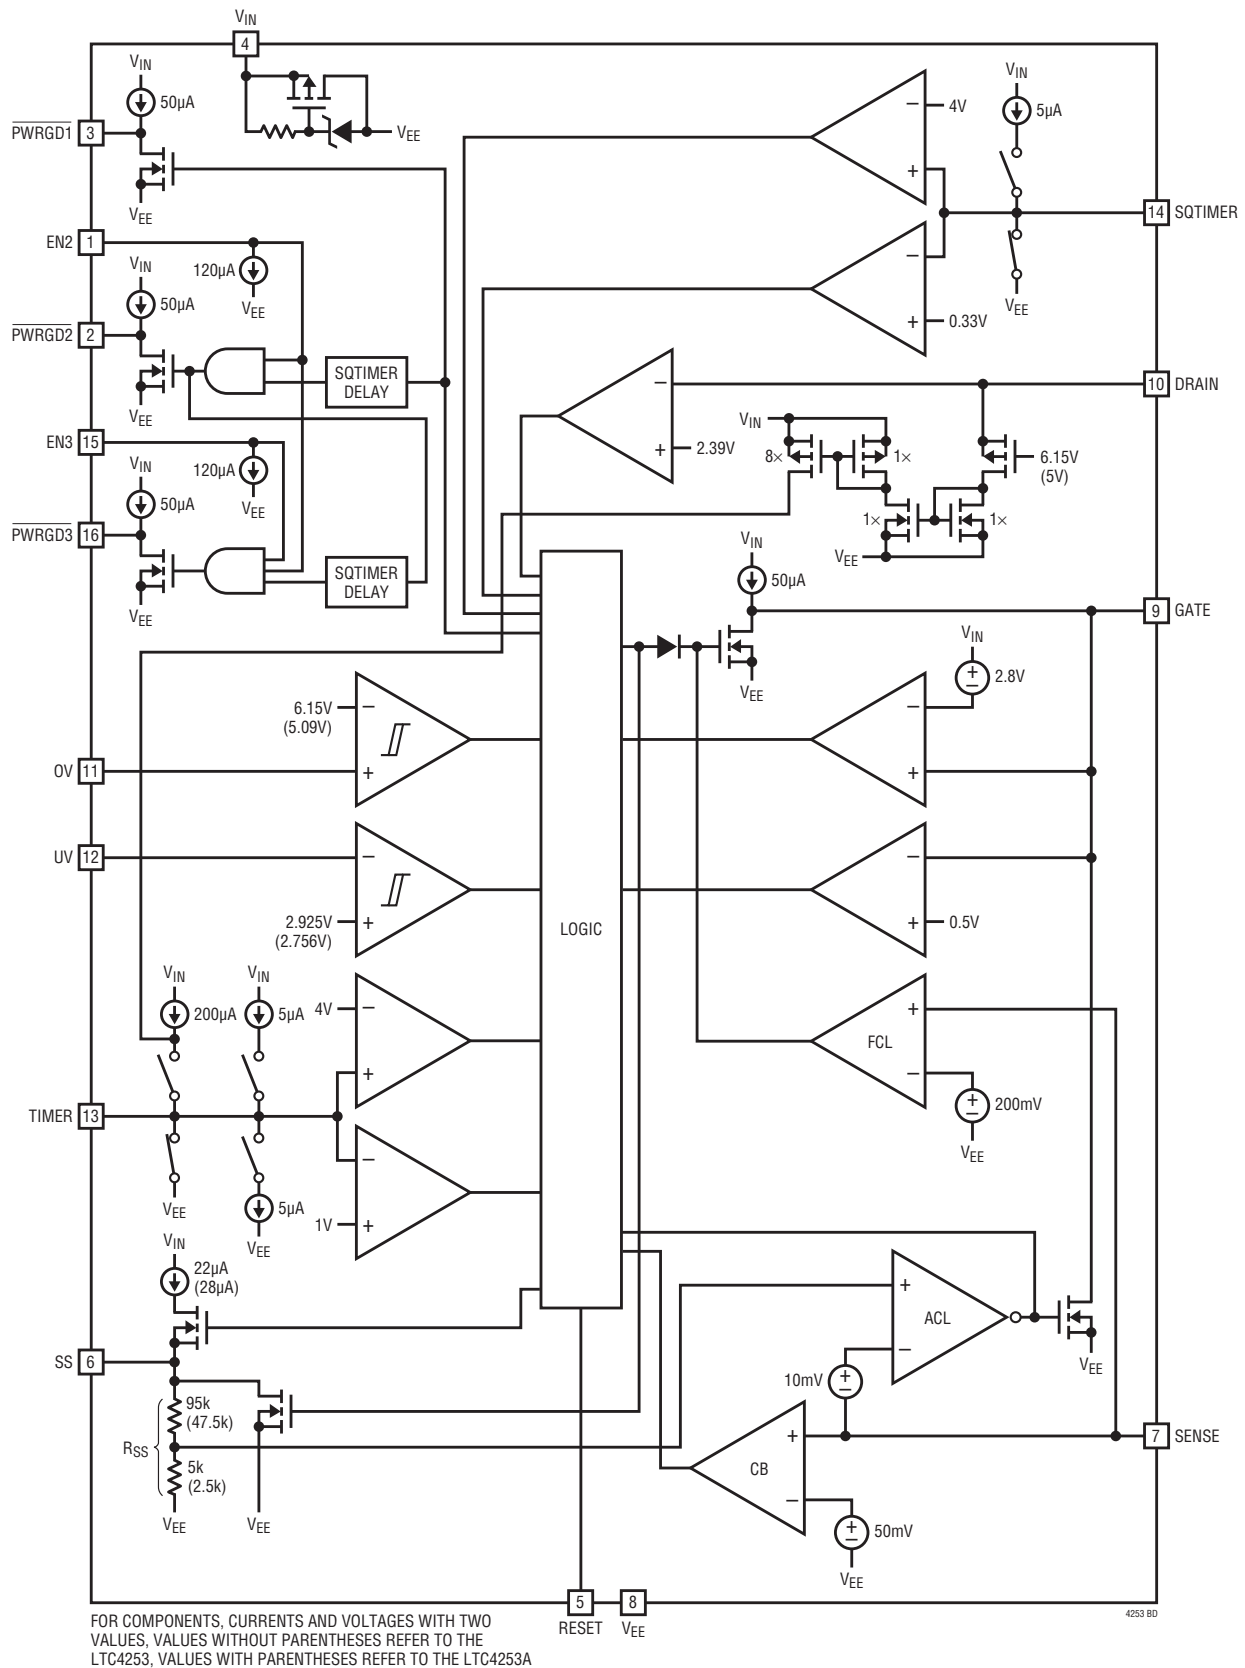 VIN
4
VIN
50µA
PWRGD1
3
VEE
VEE
4V
−
+
VIN
5µA
14
SQTIMER
EN2
1
VIN
120µA
50µA
VEE
PWRGD2
2
SQTIMER
DELAY
VEE
−
+
0.33V
VEE
−
+
2.39V
10
DRAIN
VIN
8×
1×
6.15V
(5V)
1×
1×
VEE
EN3
15
VIN
120µA
50µA
VEE
PWRGD3
16
SQTIMER
DELAY
VEE
VIN
50µA
9
GATE
VEE
VIN
+
−
2.8V
−
+
6.15V
(5.09V)
−
+
OV
11
UV
12
−
2.925V
(2.756V)
+
LOGIC
−
+
0.5V
VIN
200µA
VIN
5µA
4V
−
+
FCL
+
−
+
−
200mV
VEE
TIMER
13
−
1V
+
VEE
5µA
VEE
VIN
22µA
(28µA)
SS
6
95k
(47.5k)
RSS
5k
(2.5k)
VEE
VEE
+
ACL
−
VEE
10mV
+
−
+
CB
−
7
SENSE
+
−
50mV
VEE
5
RESET
8
VEE
4253 BD
FOR COMPONENTS, CURRENTS AND VOLTAGES WITH TWO
VALUES, VALUES WITHOUT PARENTHESES REFER TO THE
LTC4253, VALUES WITH PARENTHESES REFER TO THE LTC4253A